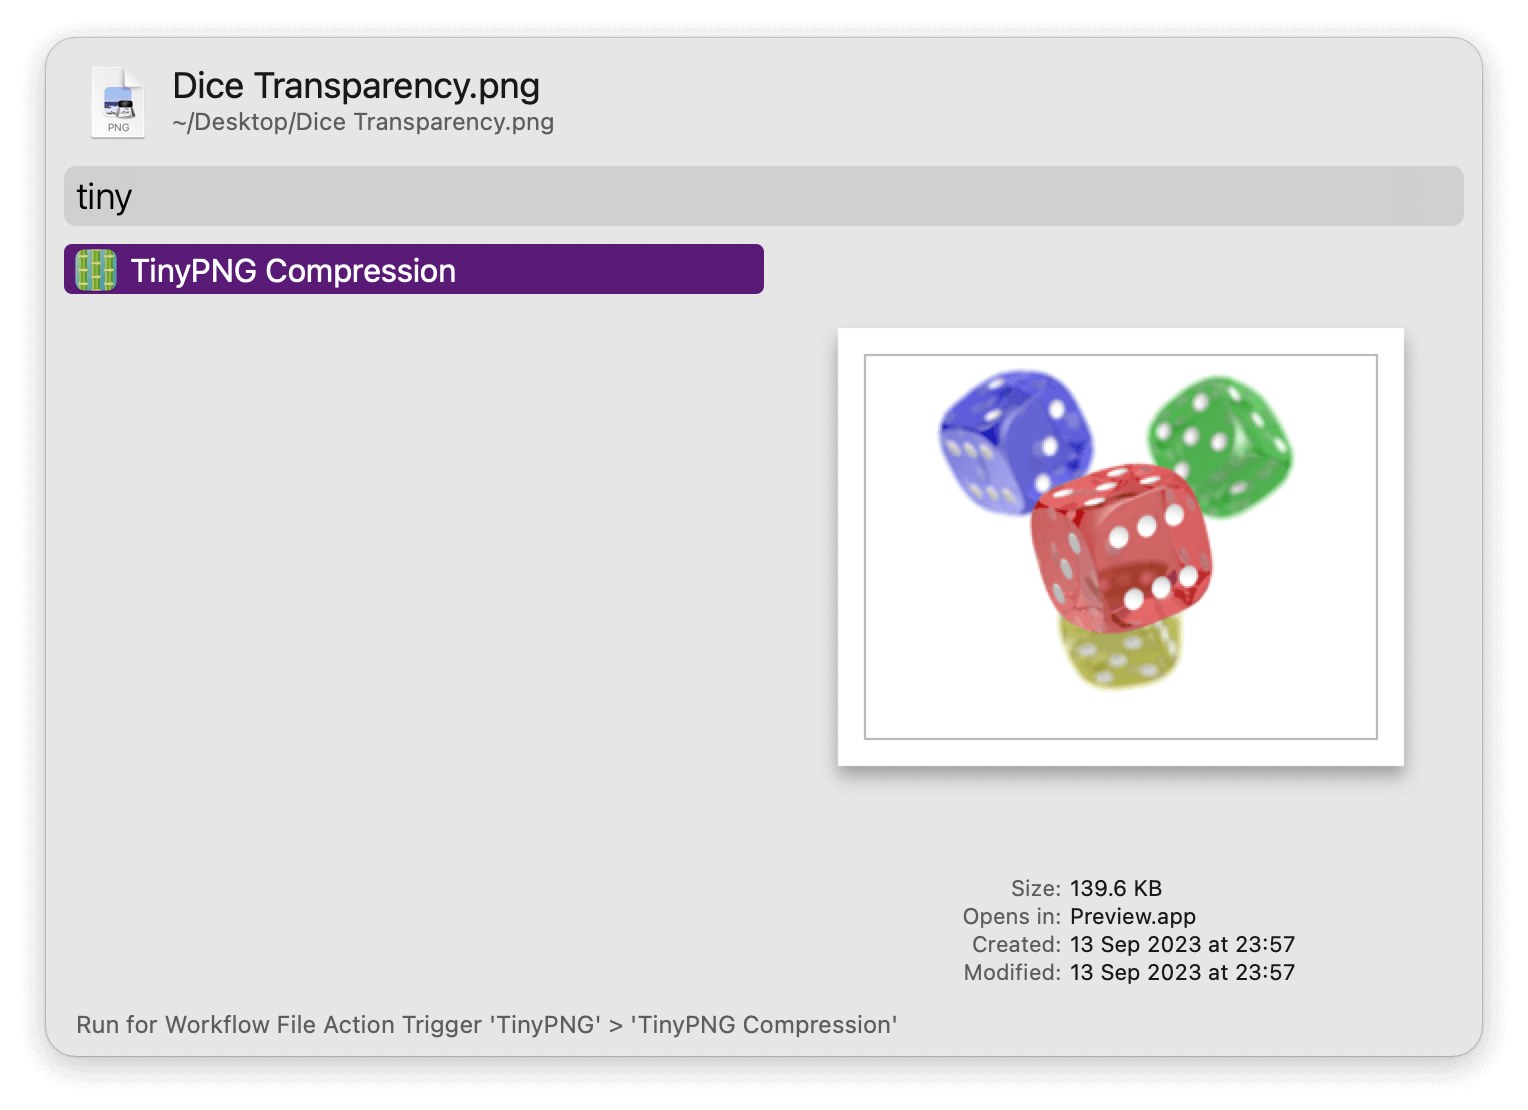 PNG
Dice Transparency.png
~/Desktop/Dice Transparency.png
tiny
TinyPNG Compression
Size: 139.6 KB
Opens in: Preview.app
Created: 13 Sep 2023 at 23:57
Modified: 13 Sep 2023 at 23:57
Run for Workflow File Action Trigger 'TinyPNG' > 'TinyPNG Compression'